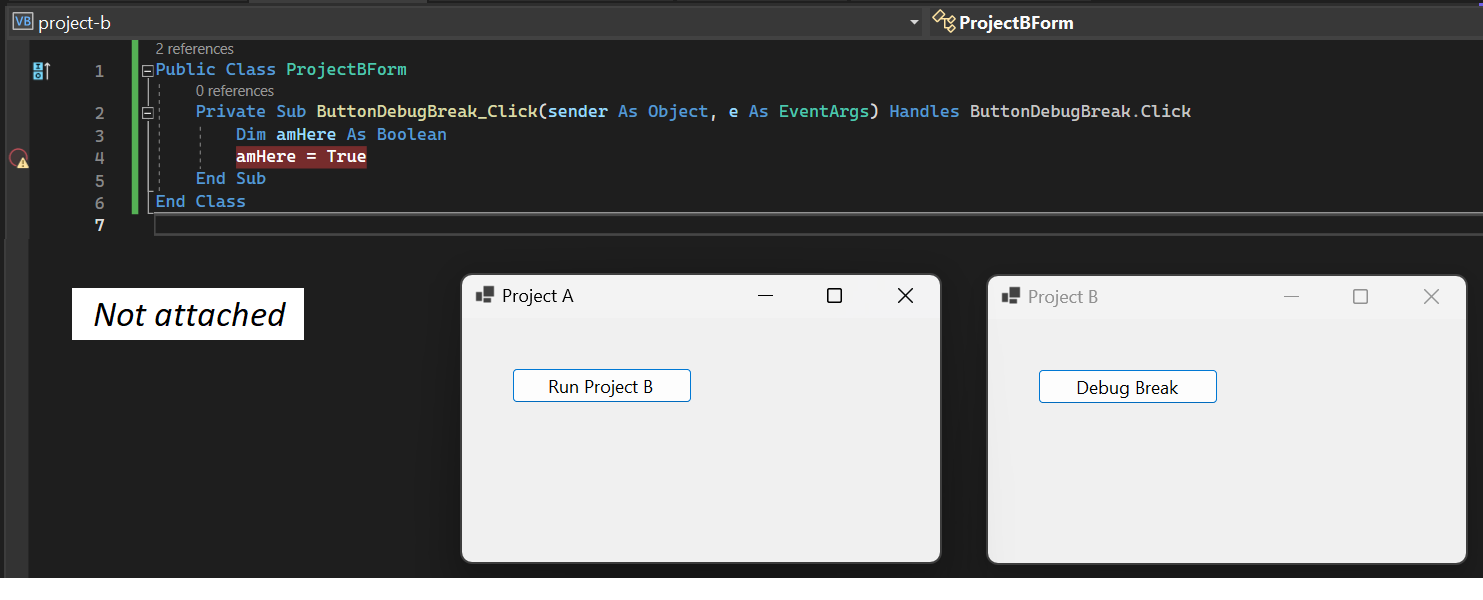 VB project-b ProjectBForm
2 references
1 Public Class ProjectBForm
0 references
2 Private Sub ButtonDebugBreak_Click(sender As Object, e As EventArgs) Handles ButtonDebugBreak.Click
3 Dim amHere As Boolean
4 amHere = True
5 End Sub
6 End Class
7
Not attached
Project A
Run Project B
Project B
Debug Break